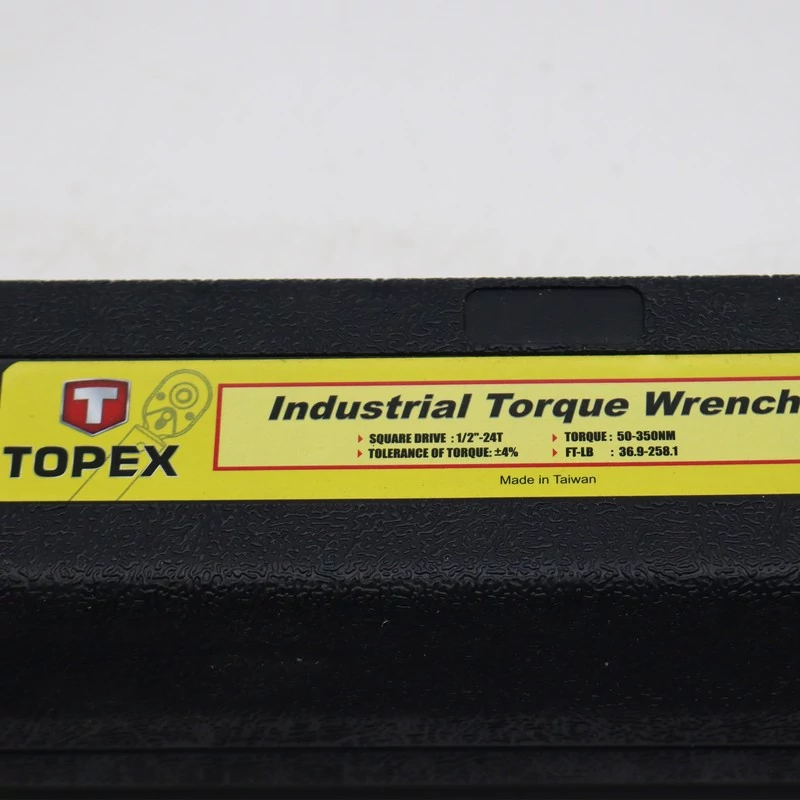 T
TOPEX
Industrial Torque Wrench
SQUARE DRIVE : 1/2"-24T
TORQUE : 50-350NM
TOLERANCE OF TORQUE: ±4%
FT-LB : 36.9-258.1
Made in Taiwan